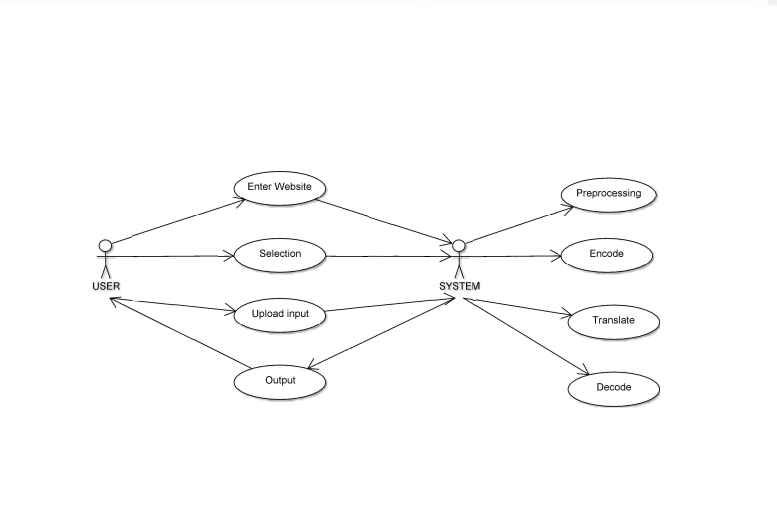 Enter Website
Preprocessing
Selection
Encode
USER
SYSTEM
Upload input
Translate
Output
Decode